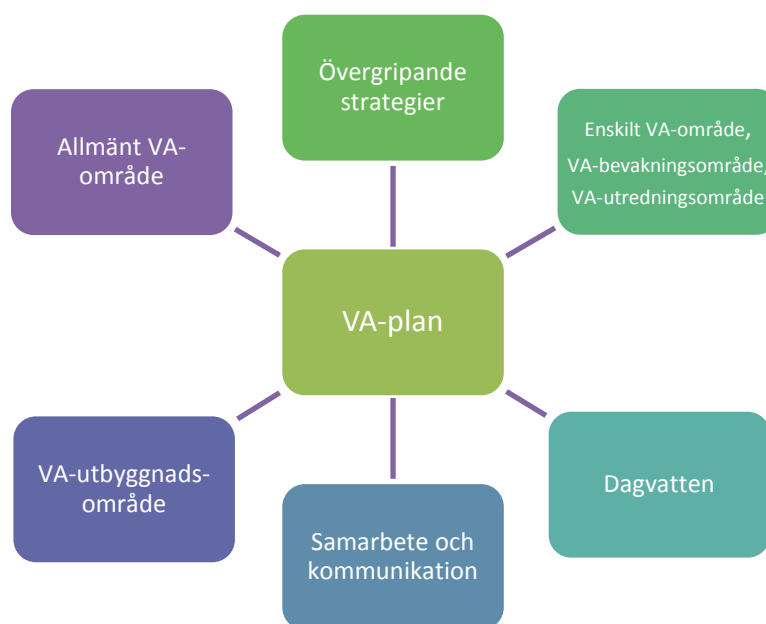 Övergripande
strategier
Allmänt VA-
område
Enskilt VA-område,
VA-bevakningsområde,
VA-utredningsområde
VA-plan
VA-utbyggnads-
område
Dagvatten
Samarbete och
kommunikation